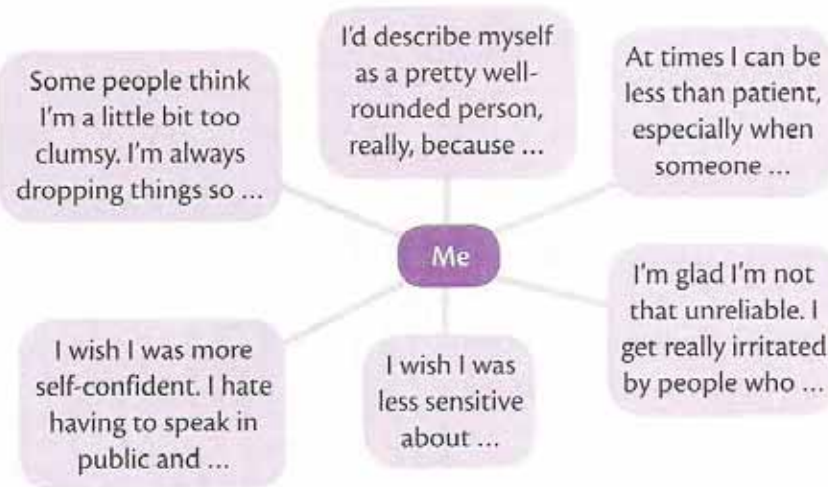 Some people think
I'm a little bit too
clumsy. I'm always
dropping things so ...
I'd describe myself
as a pretty well-
rounded person,
really, because ...
At times I can be
less than patient,
especially when
someone ...
Me
I wish I was more
self-confident. I hate
having to speak in
public and ...
I wish I was
less sensitive
about ...
I'm glad I'm not
that unreliable. I
get really irritated
by people who ...